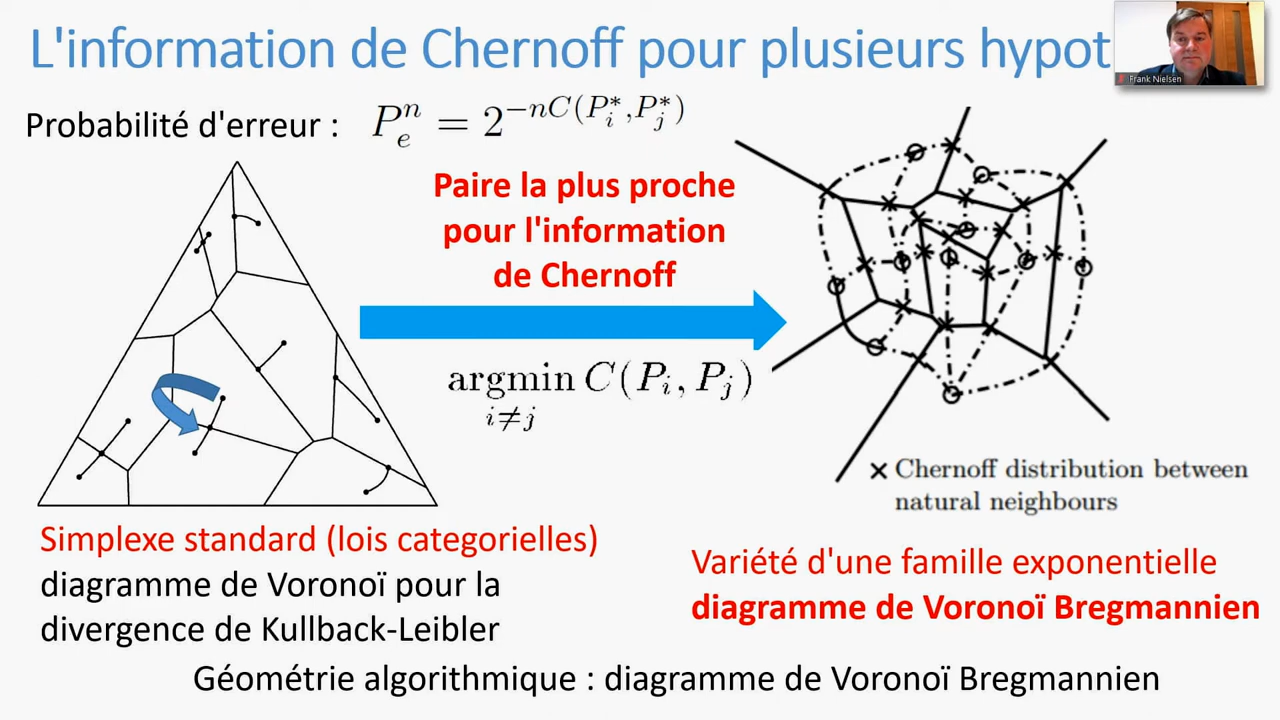 L'information de Chernoff pour plusieurs hypot
Frank Nielsen
Probabilité d'erreur : P_e^n = 2^{-nC(P_i^*,P_j^*)}
Paire la plus proche
pour l'information
de Chernoff
argmin C(P_i, P_j)
i≠j
× Chernoff distribution between
natural neighbours
Simplexe standard (lois categorielles)
diagramme de Voronoï pour la
divergence de Kullback-Leibler
Variété d'une famille exponentielle
diagramme de Voronoï Bregmannien
Géométrie algorithmique : diagramme de Voronoï Bregmannien